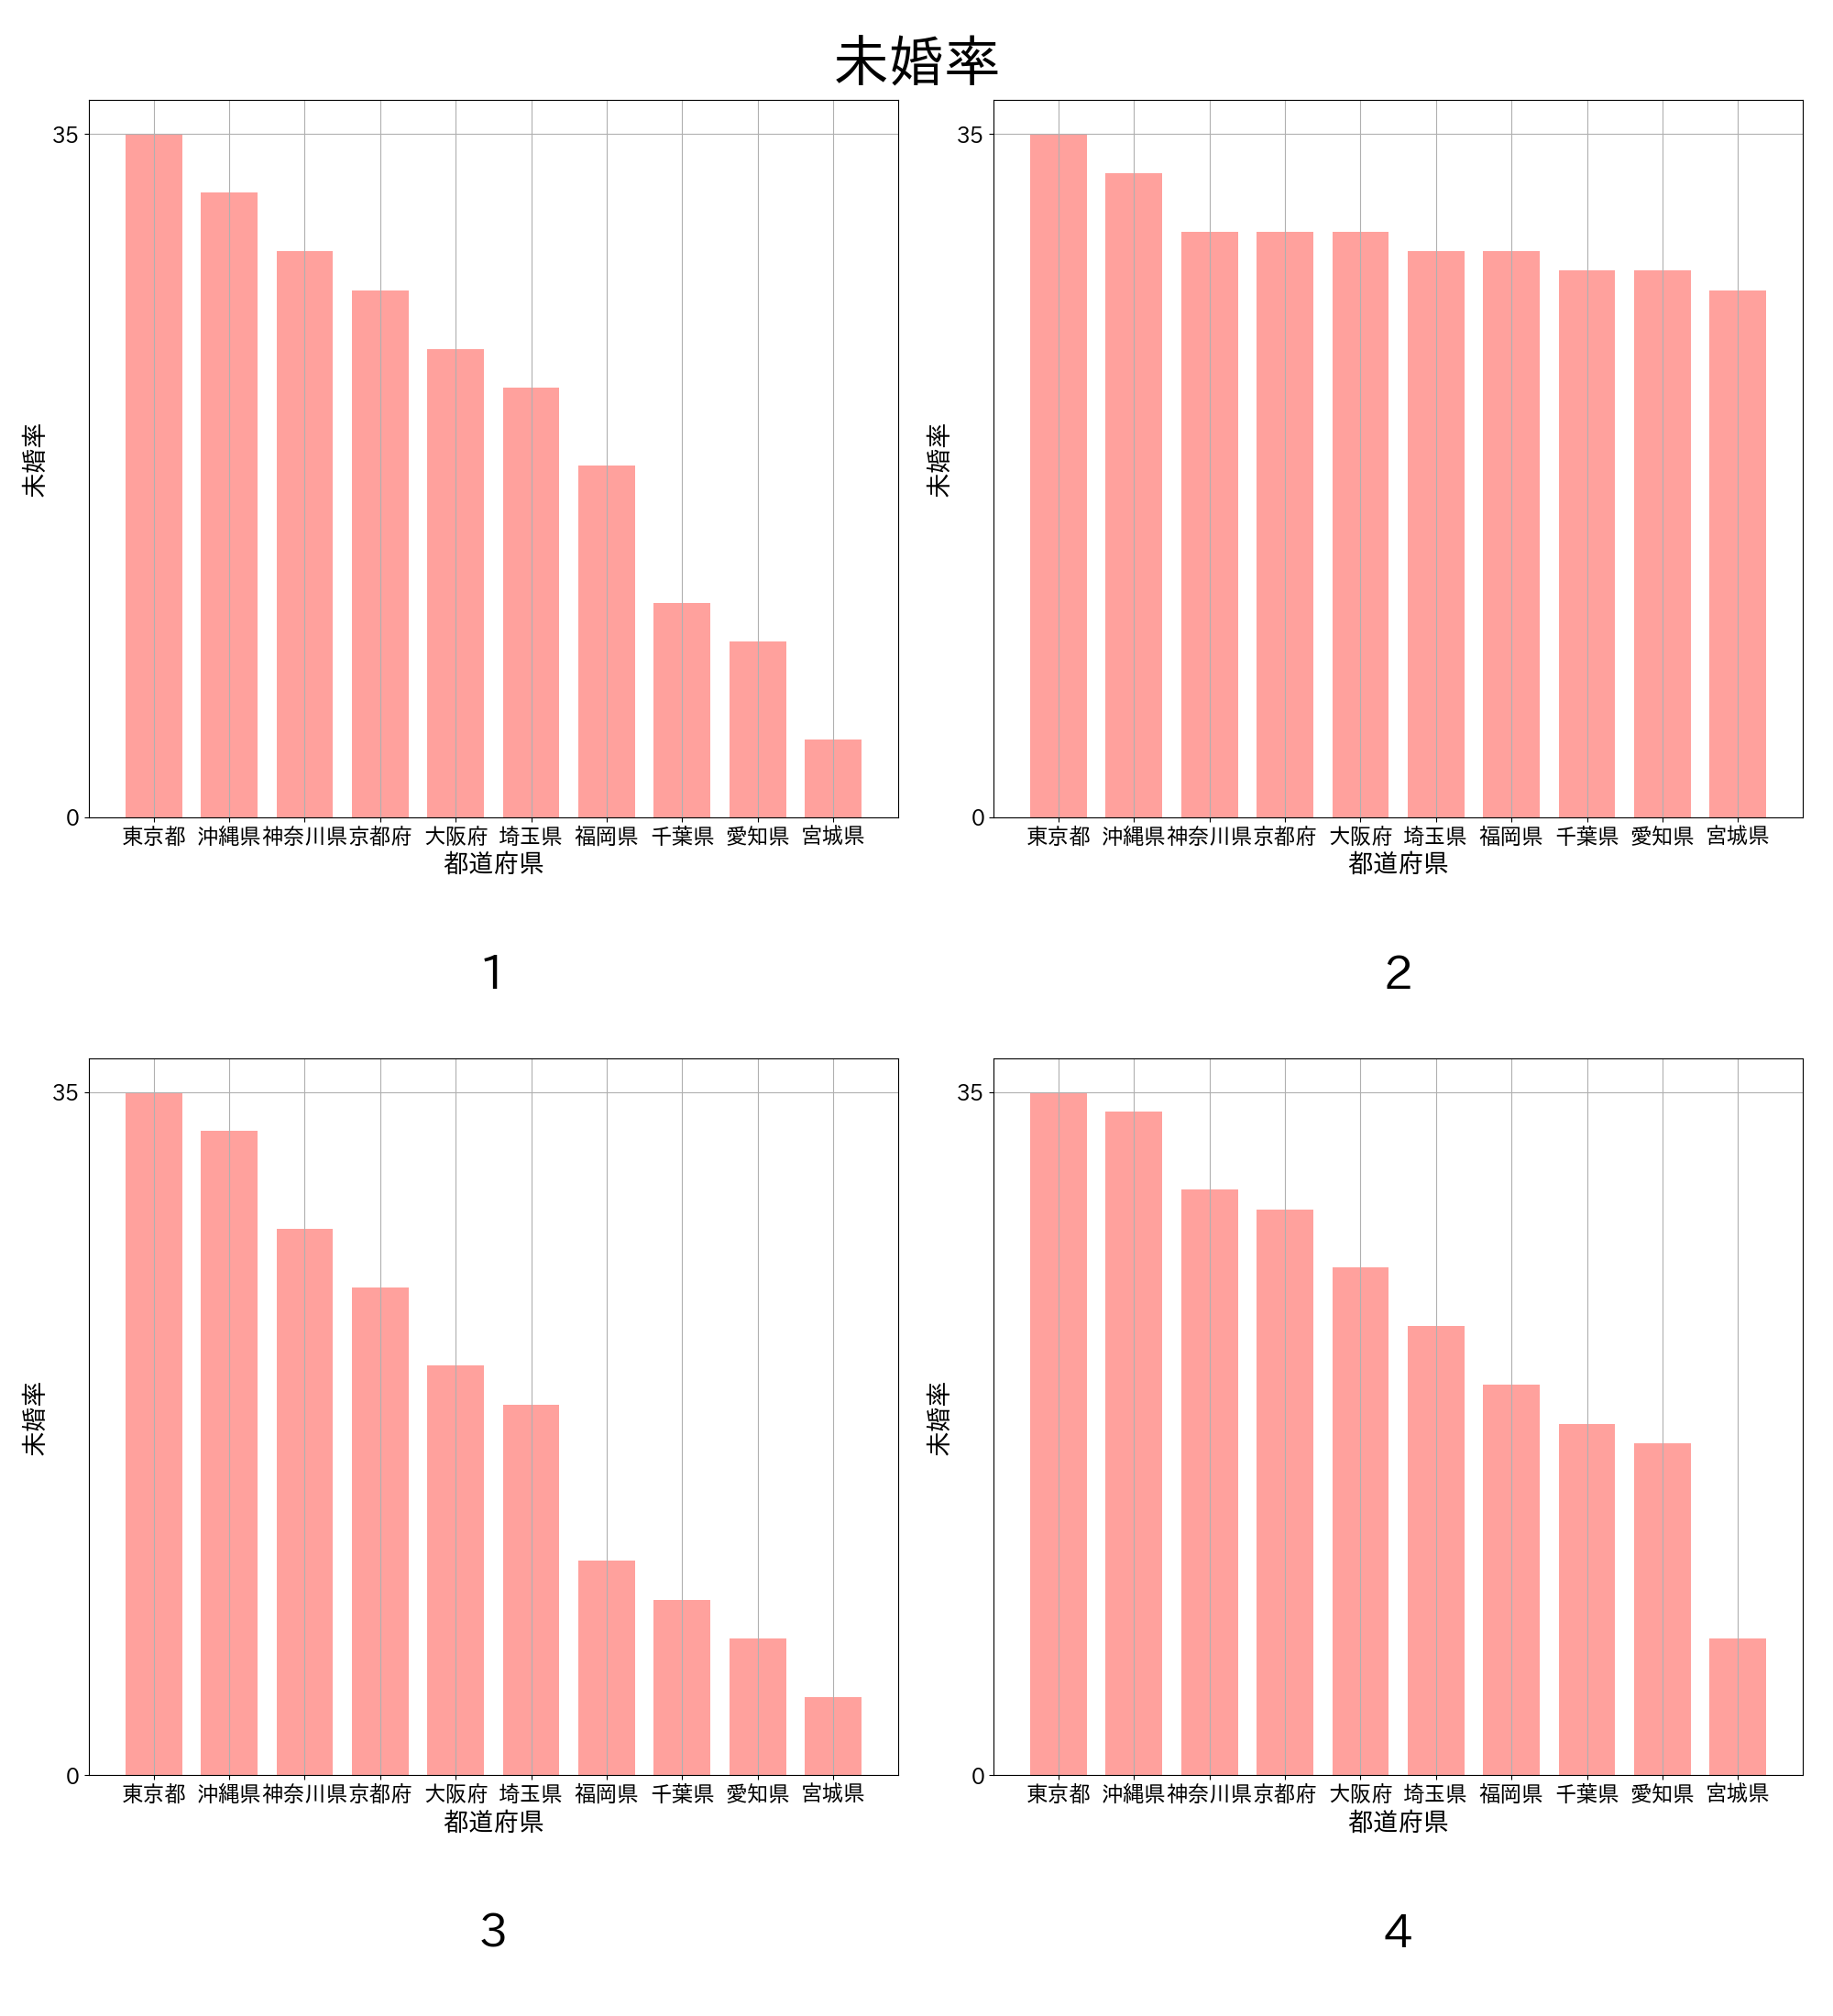 未婚率
35
0
未婚率
東京都 沖縄県 神奈川県 京都府 大阪府 埼玉県 福岡県 千葉県 愛知県 宮城県
都道府県
1
35
0
未婚率
東京都 沖縄県 神奈川県 京都府 大阪府 埼玉県 福岡県 千葉県 愛知県 宮城県
都道府県
2
35
0
未婚率
東京都 沖縄県 神奈川県 京都府 大阪府 埼玉県 福岡県 千葉県 愛知県 宮城県
都道府県
3
35
0
未婚率
東京都 沖縄県 神奈川県 京都府 大阪府 埼玉県 福岡県 千葉県 愛知県 宮城県
都道府県
4